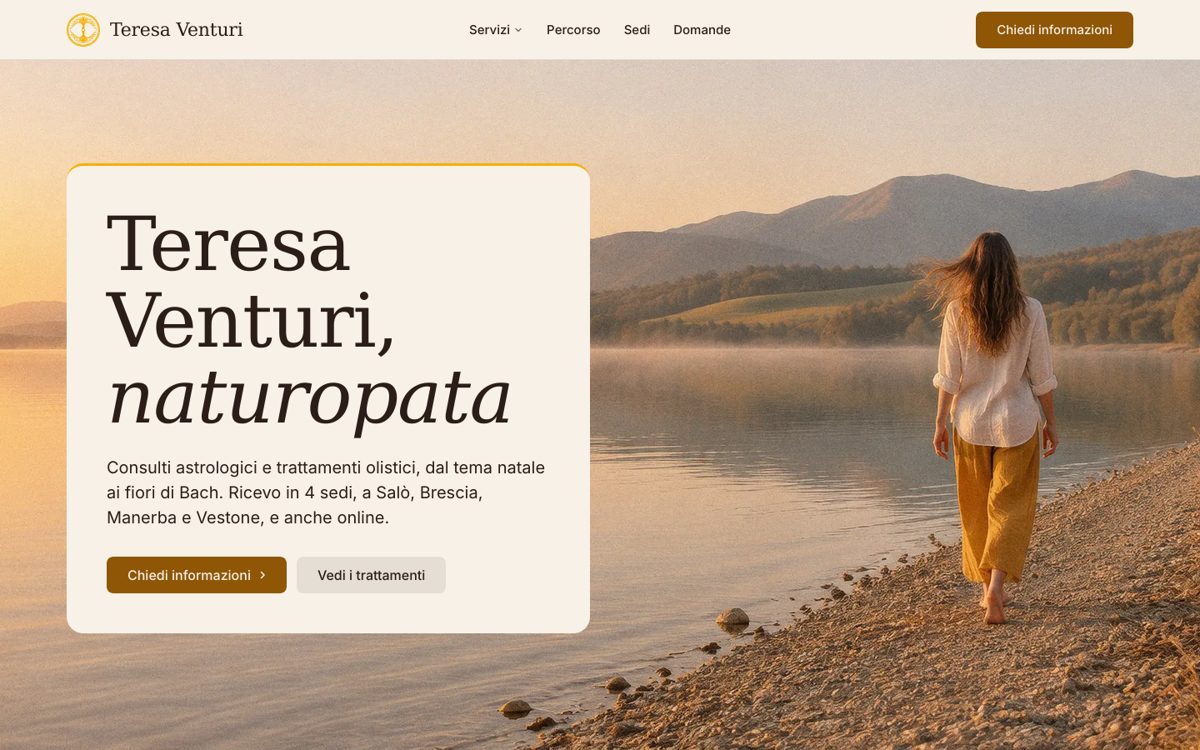 Teresa Venturi
Servizi
Percorso
Sedi
Domande
Chiedi informazioni
Teresa
Venturi,
naturopata
Consulti astrologici e trattamenti olistici, dal tema natale
ai fiori di Bach. Ricevo in 4 sedi, a Salò, Brescia,
Manerba e Vestone, e anche online.
Chiedi informazioni
Vedi i trattamenti